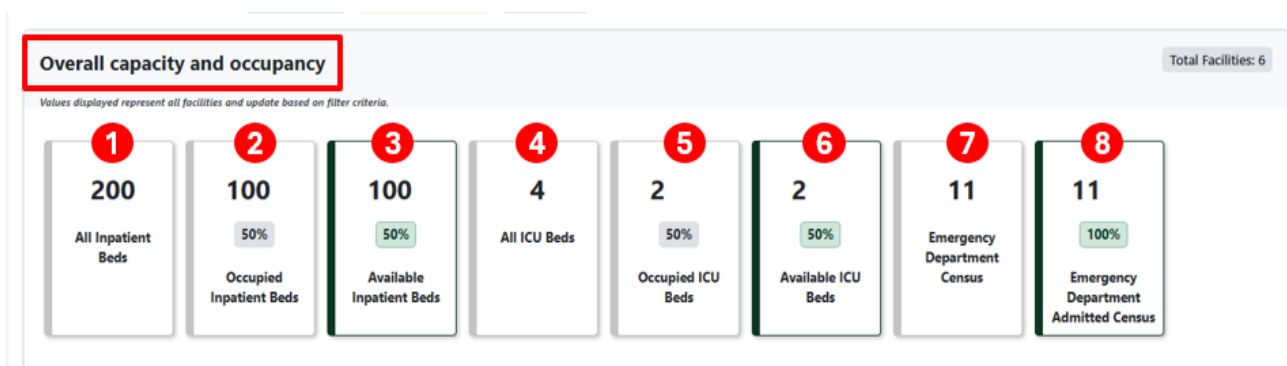 Overall capacity and occupancy
Total Facilities: 6
Values displayed represent all facilities and update based on filter criteria.
1
200
All Inpatient
Beds
2
100
50%
Occupied
Inpatient Beds
3
100
50%
Available
Inpatient Beds
4
4
All ICU Beds
5
2
50%
Occupied ICU
Beds
6
2
50%
Available ICU
Beds
7
11
Emergency
Department
Census
8
11
100%
Emergency
Department
Admitted Census